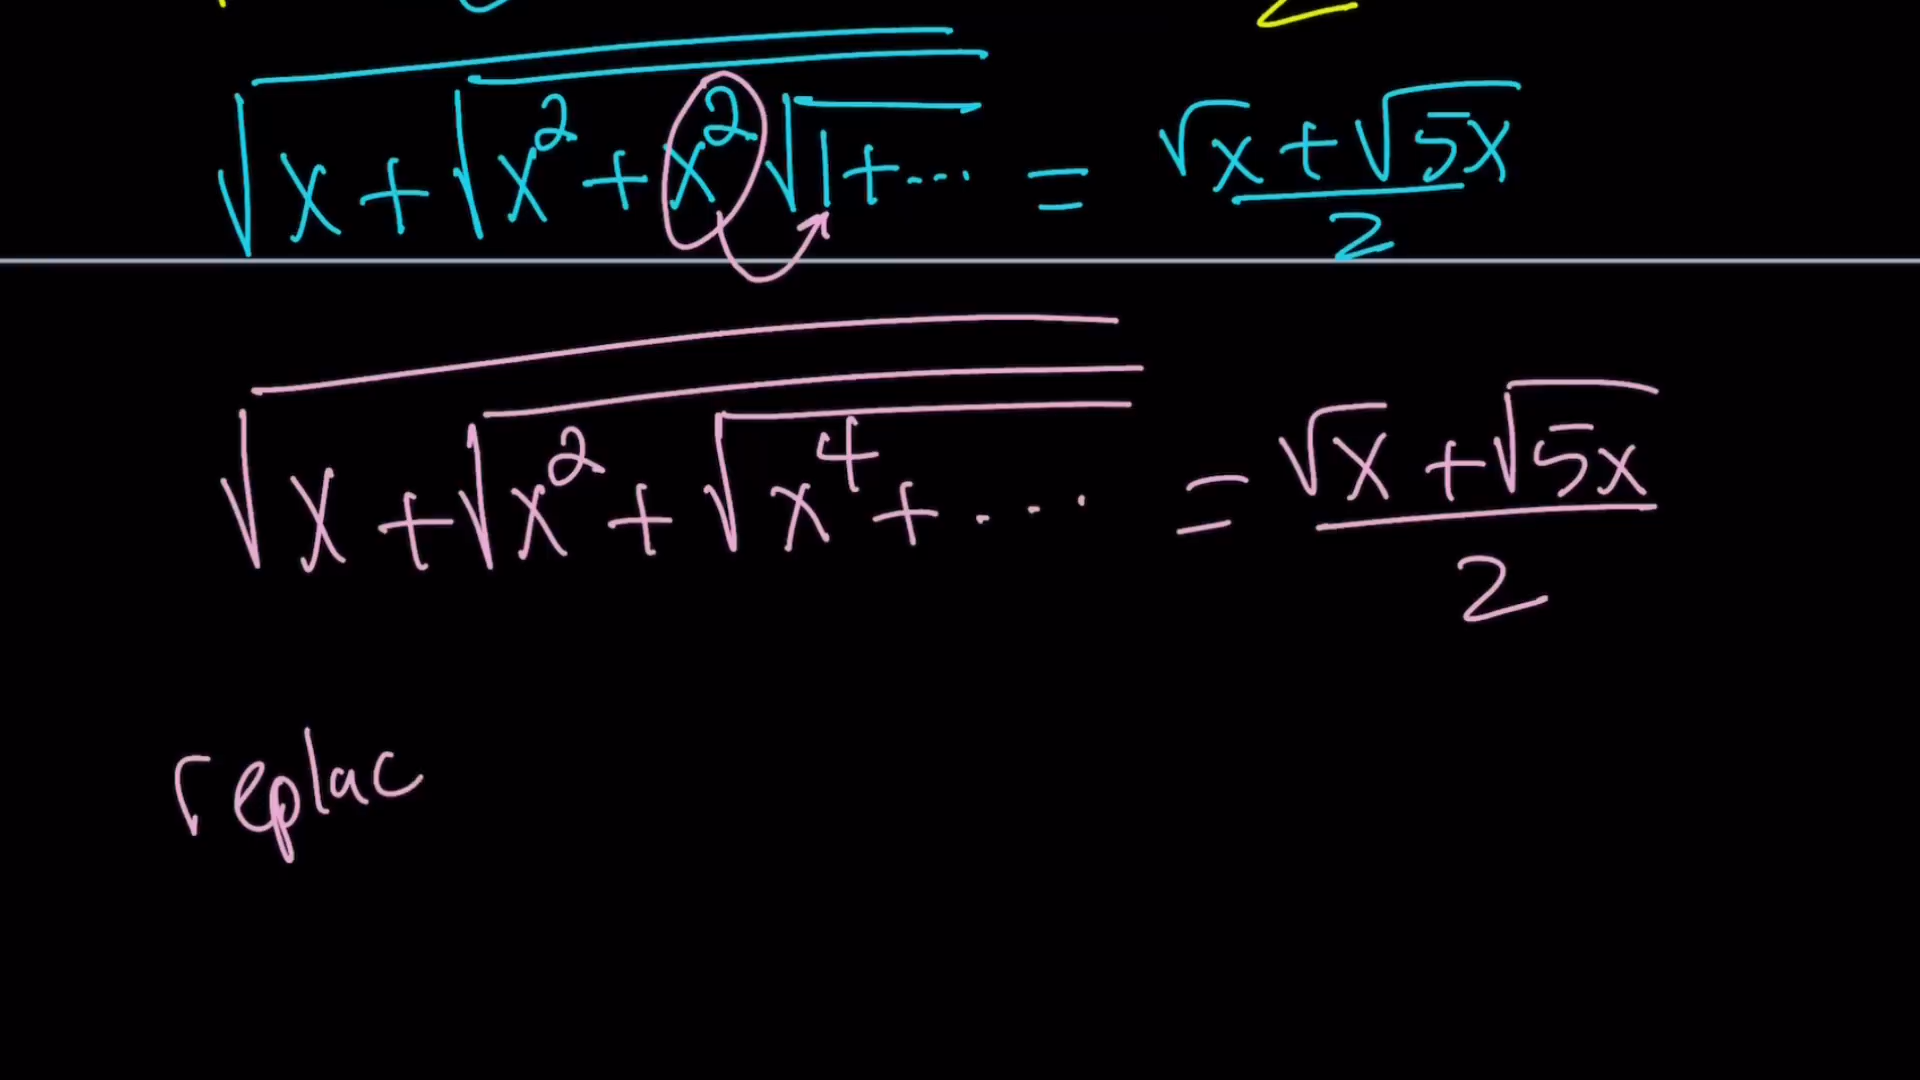 √(x + √(x² + x²√(1 + ... = (√x + √5x)/2
√(x + √(x² + √(x⁴ + ... = (√x + √5x)/2
replac